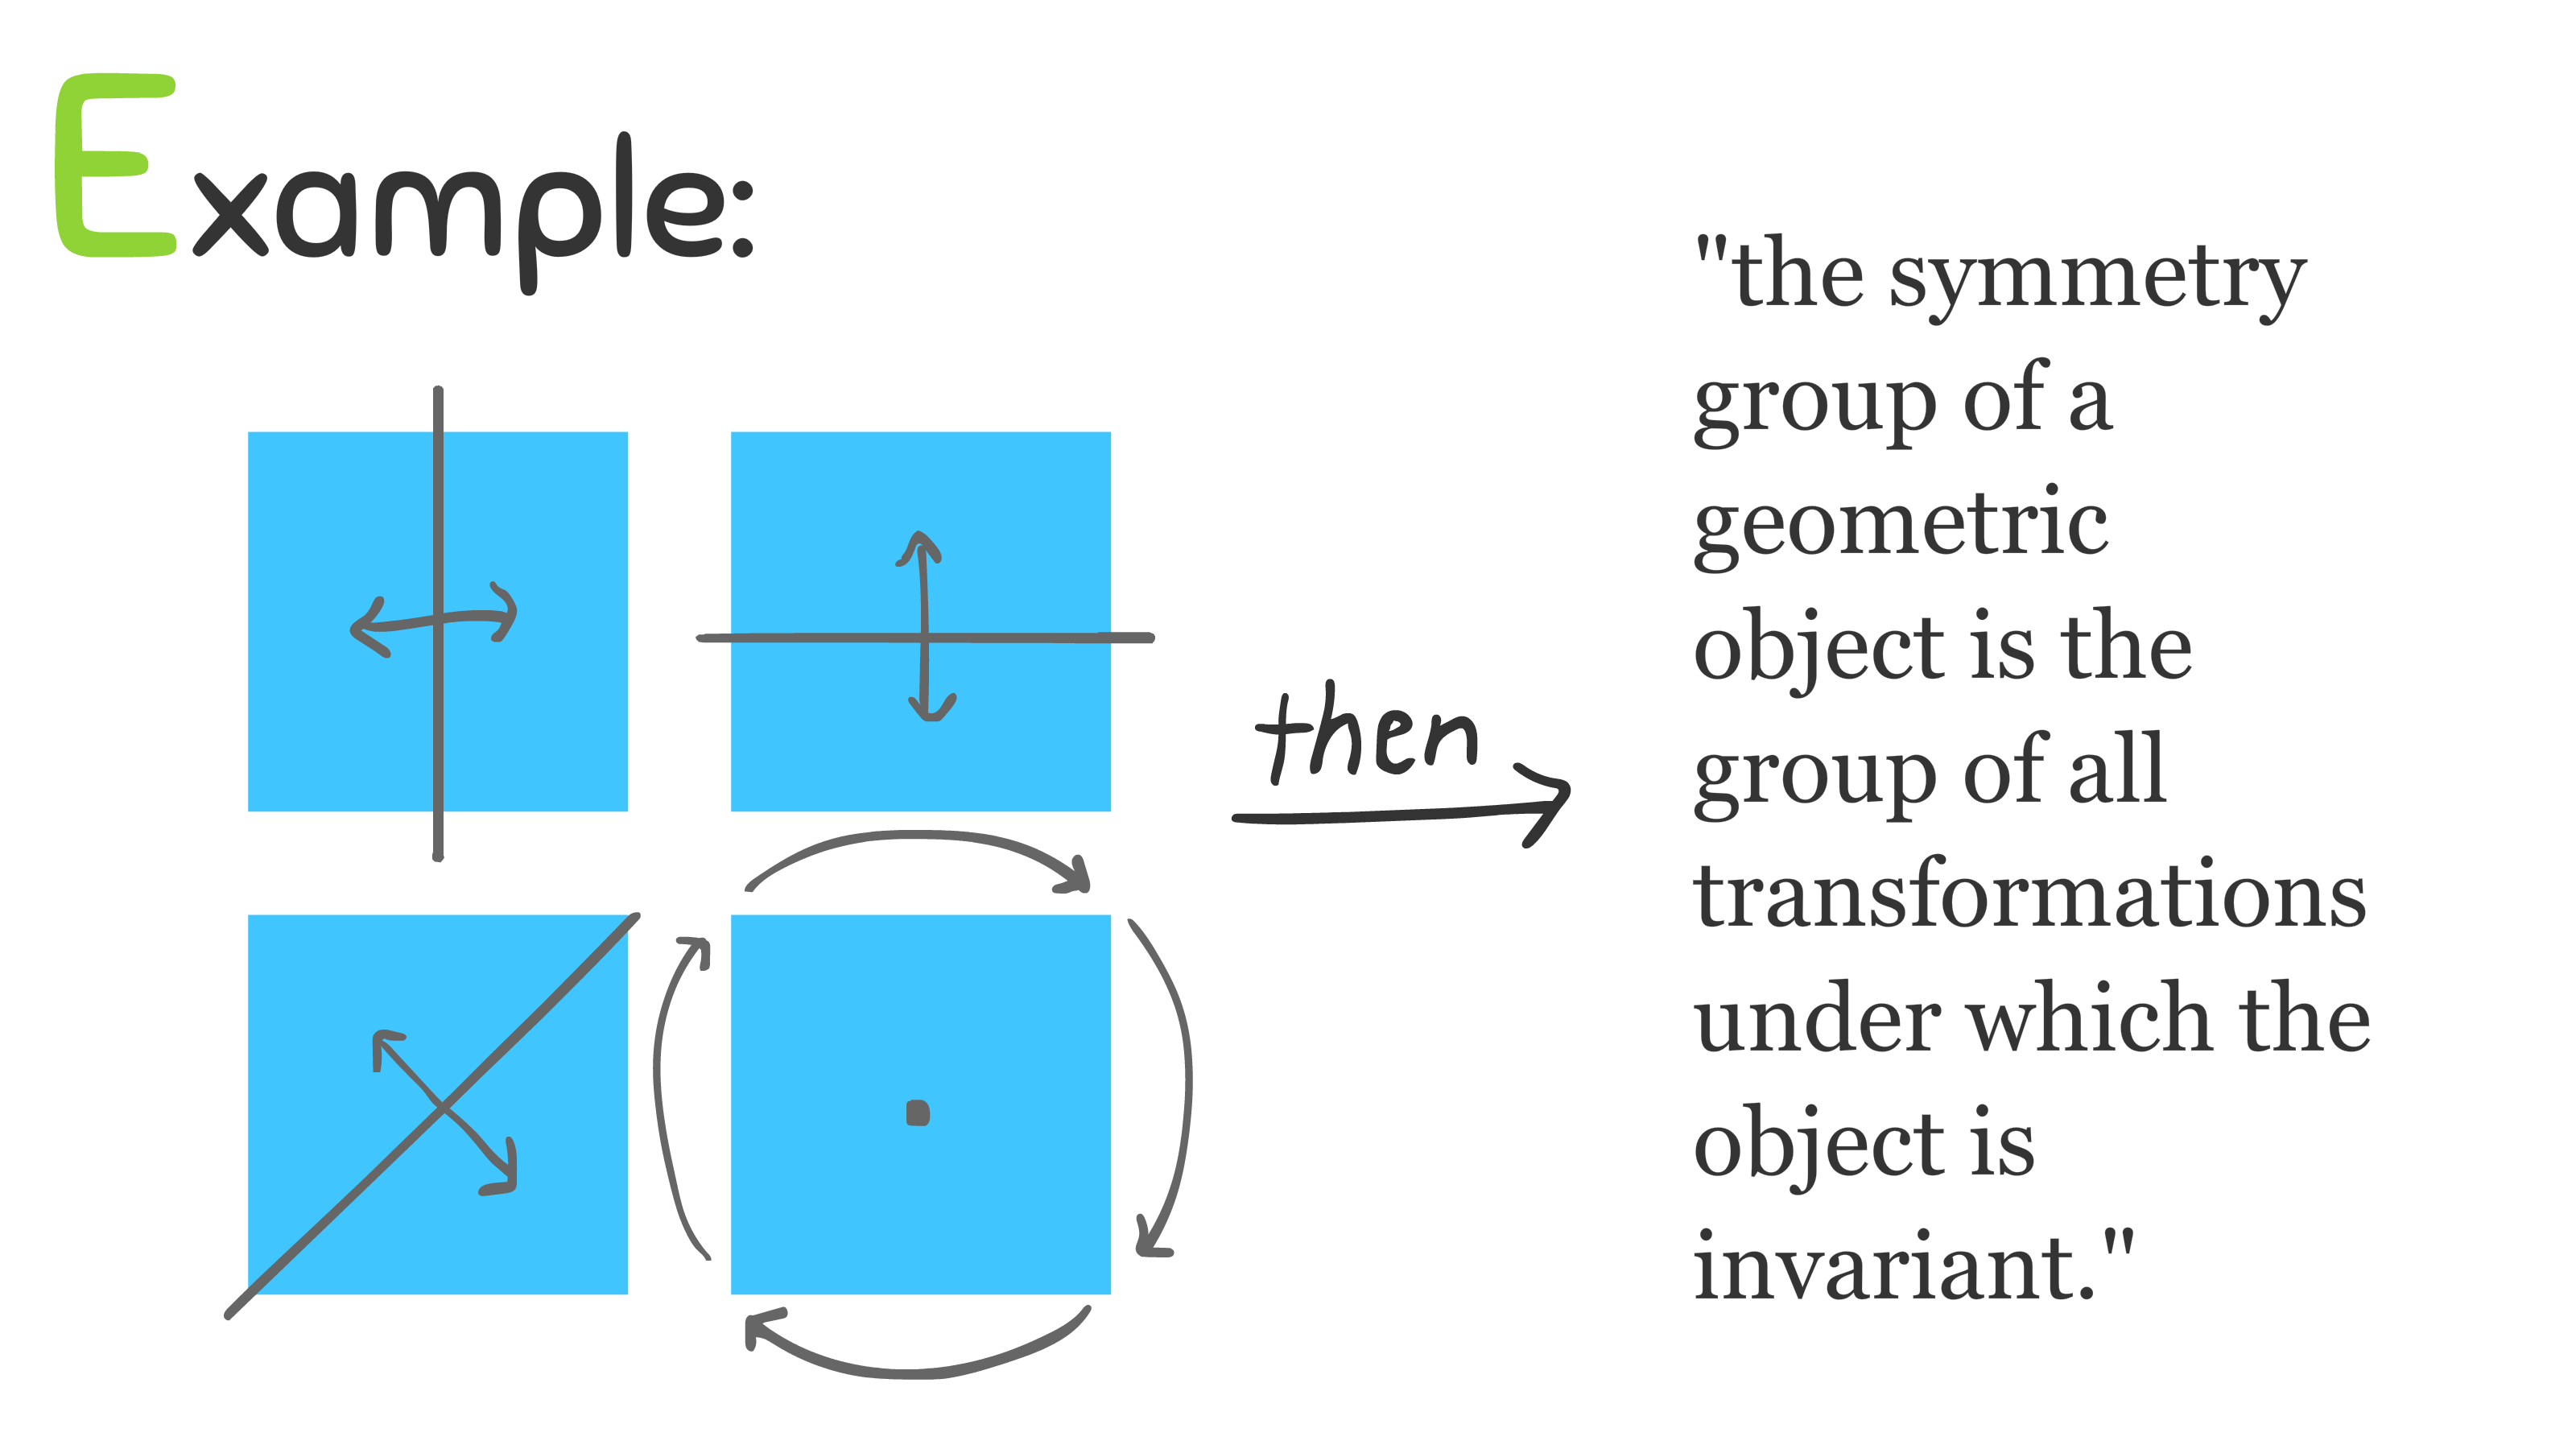 Example:
then
"the symmetry
group of a
geometric
object is the
group of all
transformations
under which the
object is
invariant."